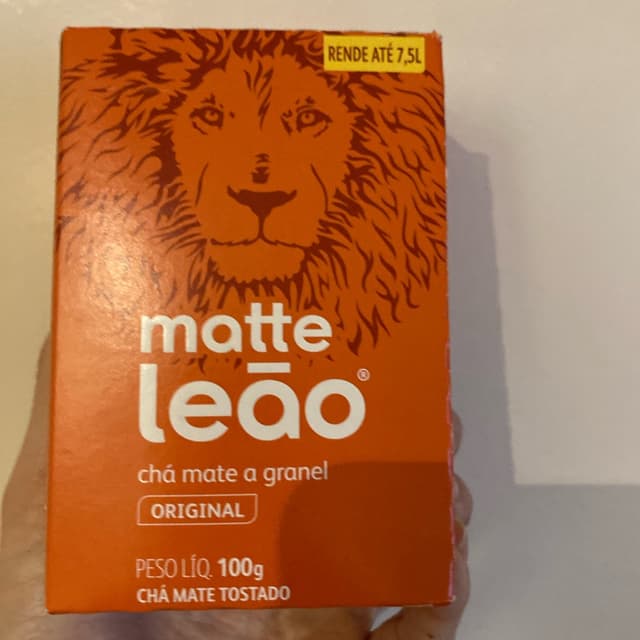 RENDE ATÉ 7,5L
matte
leão®
chá mate a granel
ORIGINAL
PESO LÍQ. 100g
CHÁ MATE TOSTADO